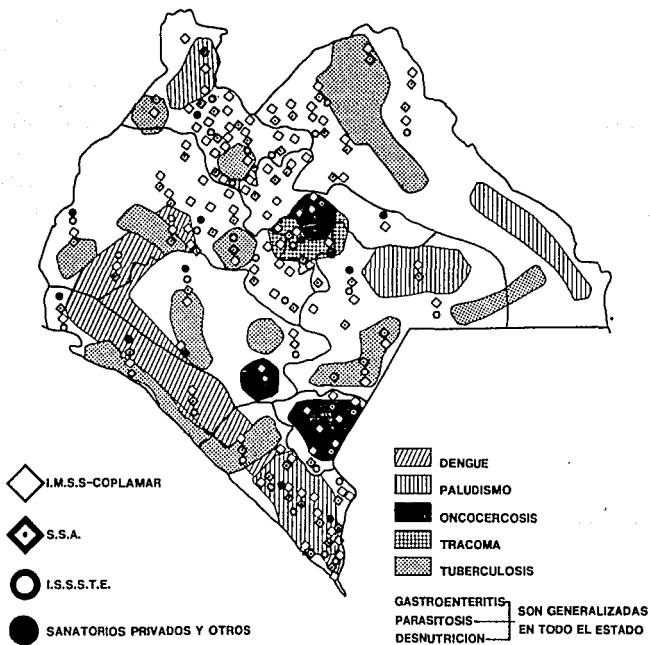 I.M.S.S-COPLAMAR
S.S.A.
I.S.S.S.T.E.
SANATORIOS PRIVADOS Y OTROS
DENGUE
PALUDISMO
ONCOCERCOSIS
TRACOMA
TUBERCULOSIS
GASTROENTERITIS
PARASITOSIS
DESNUTRICION
SON GENERALIZADAS
EN TODO EL ESTADO